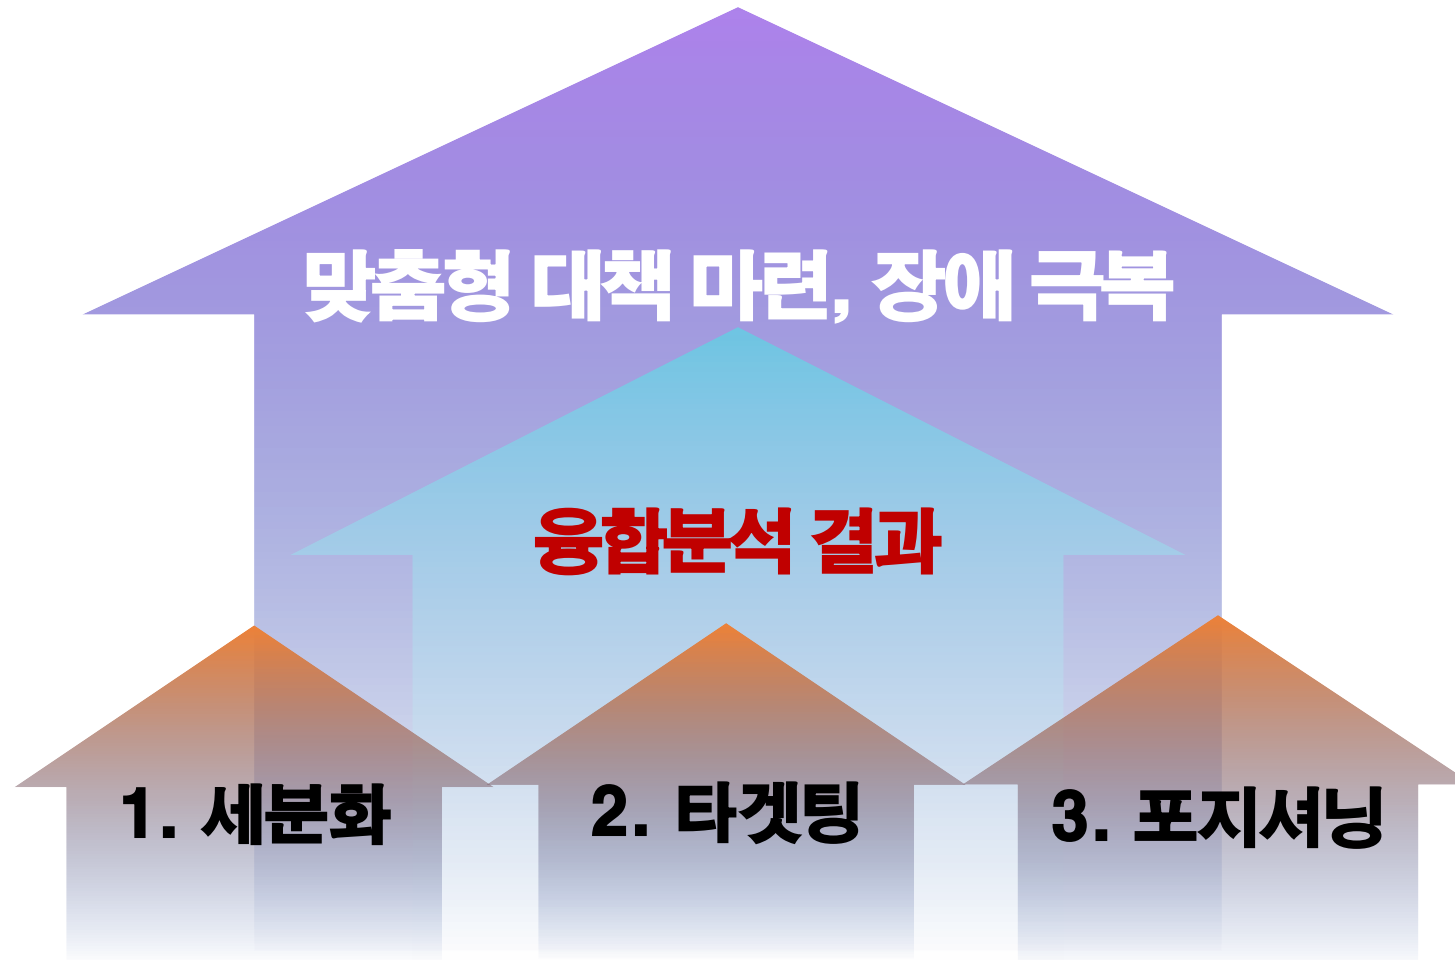 맞춤형 대책 마련, 장애 극복
융합분석 결과
1. 세분화
2. 타겟팅
3. 포지셔닝